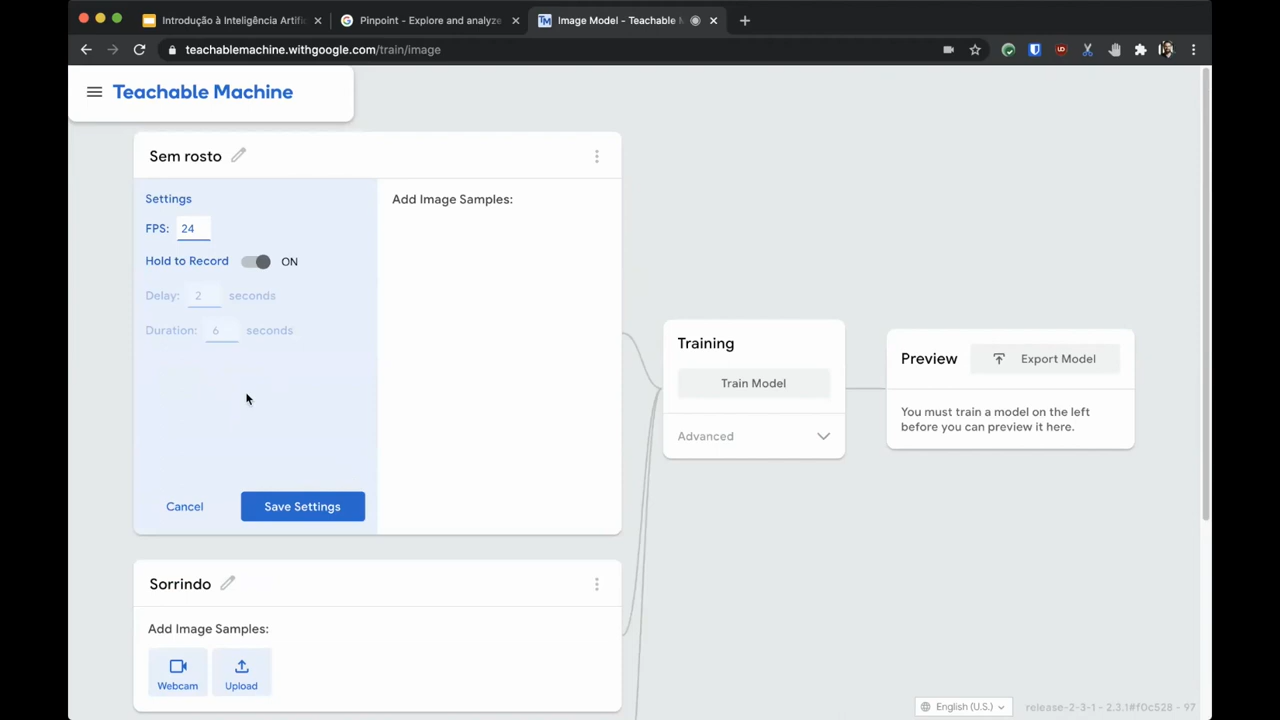 Introdução à Inteligência Artifi
Pinpoint - Explore and analyze
Image Model - Teachable M
teachablemachine.withgoogle.com/train/image
Teachable Machine
Sem rosto
Settings
FPS: 24
Hold to Record ON
Delay: 2 seconds
Duration: 6 seconds
Cancel
Save Settings
Add Image Samples:
Training
Train Model
Advanced
Preview
Export Model
You must train a model on the left
before you can preview it here.
Sorrindo
Add Image Samples:
Webcam
Upload
English (U.S.)
release-2-3-1 - 2.3.1#f0c528 - 97